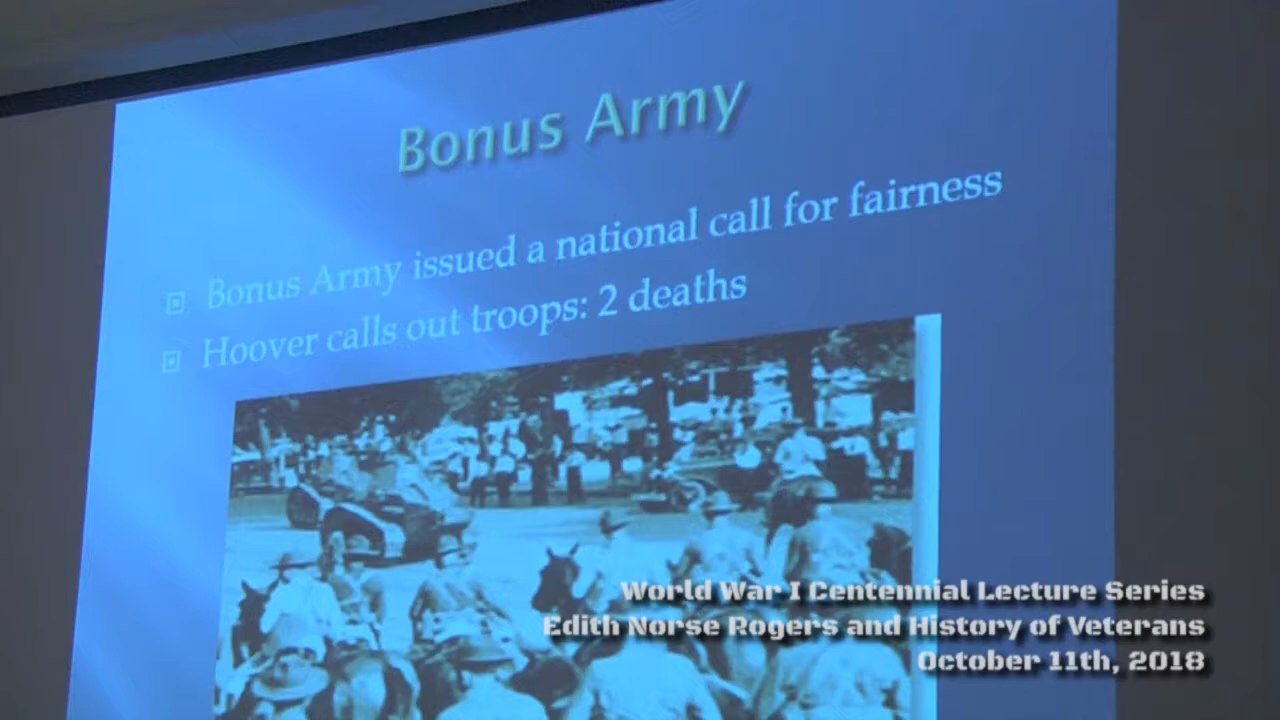 Bonus Army
Bonus Army issued a national call for fairness
Hoover calls out troops: 2 deaths
World War I Centennial Lecture Series
Edith Norse Rogers and History of Veterans
October 11th, 2018